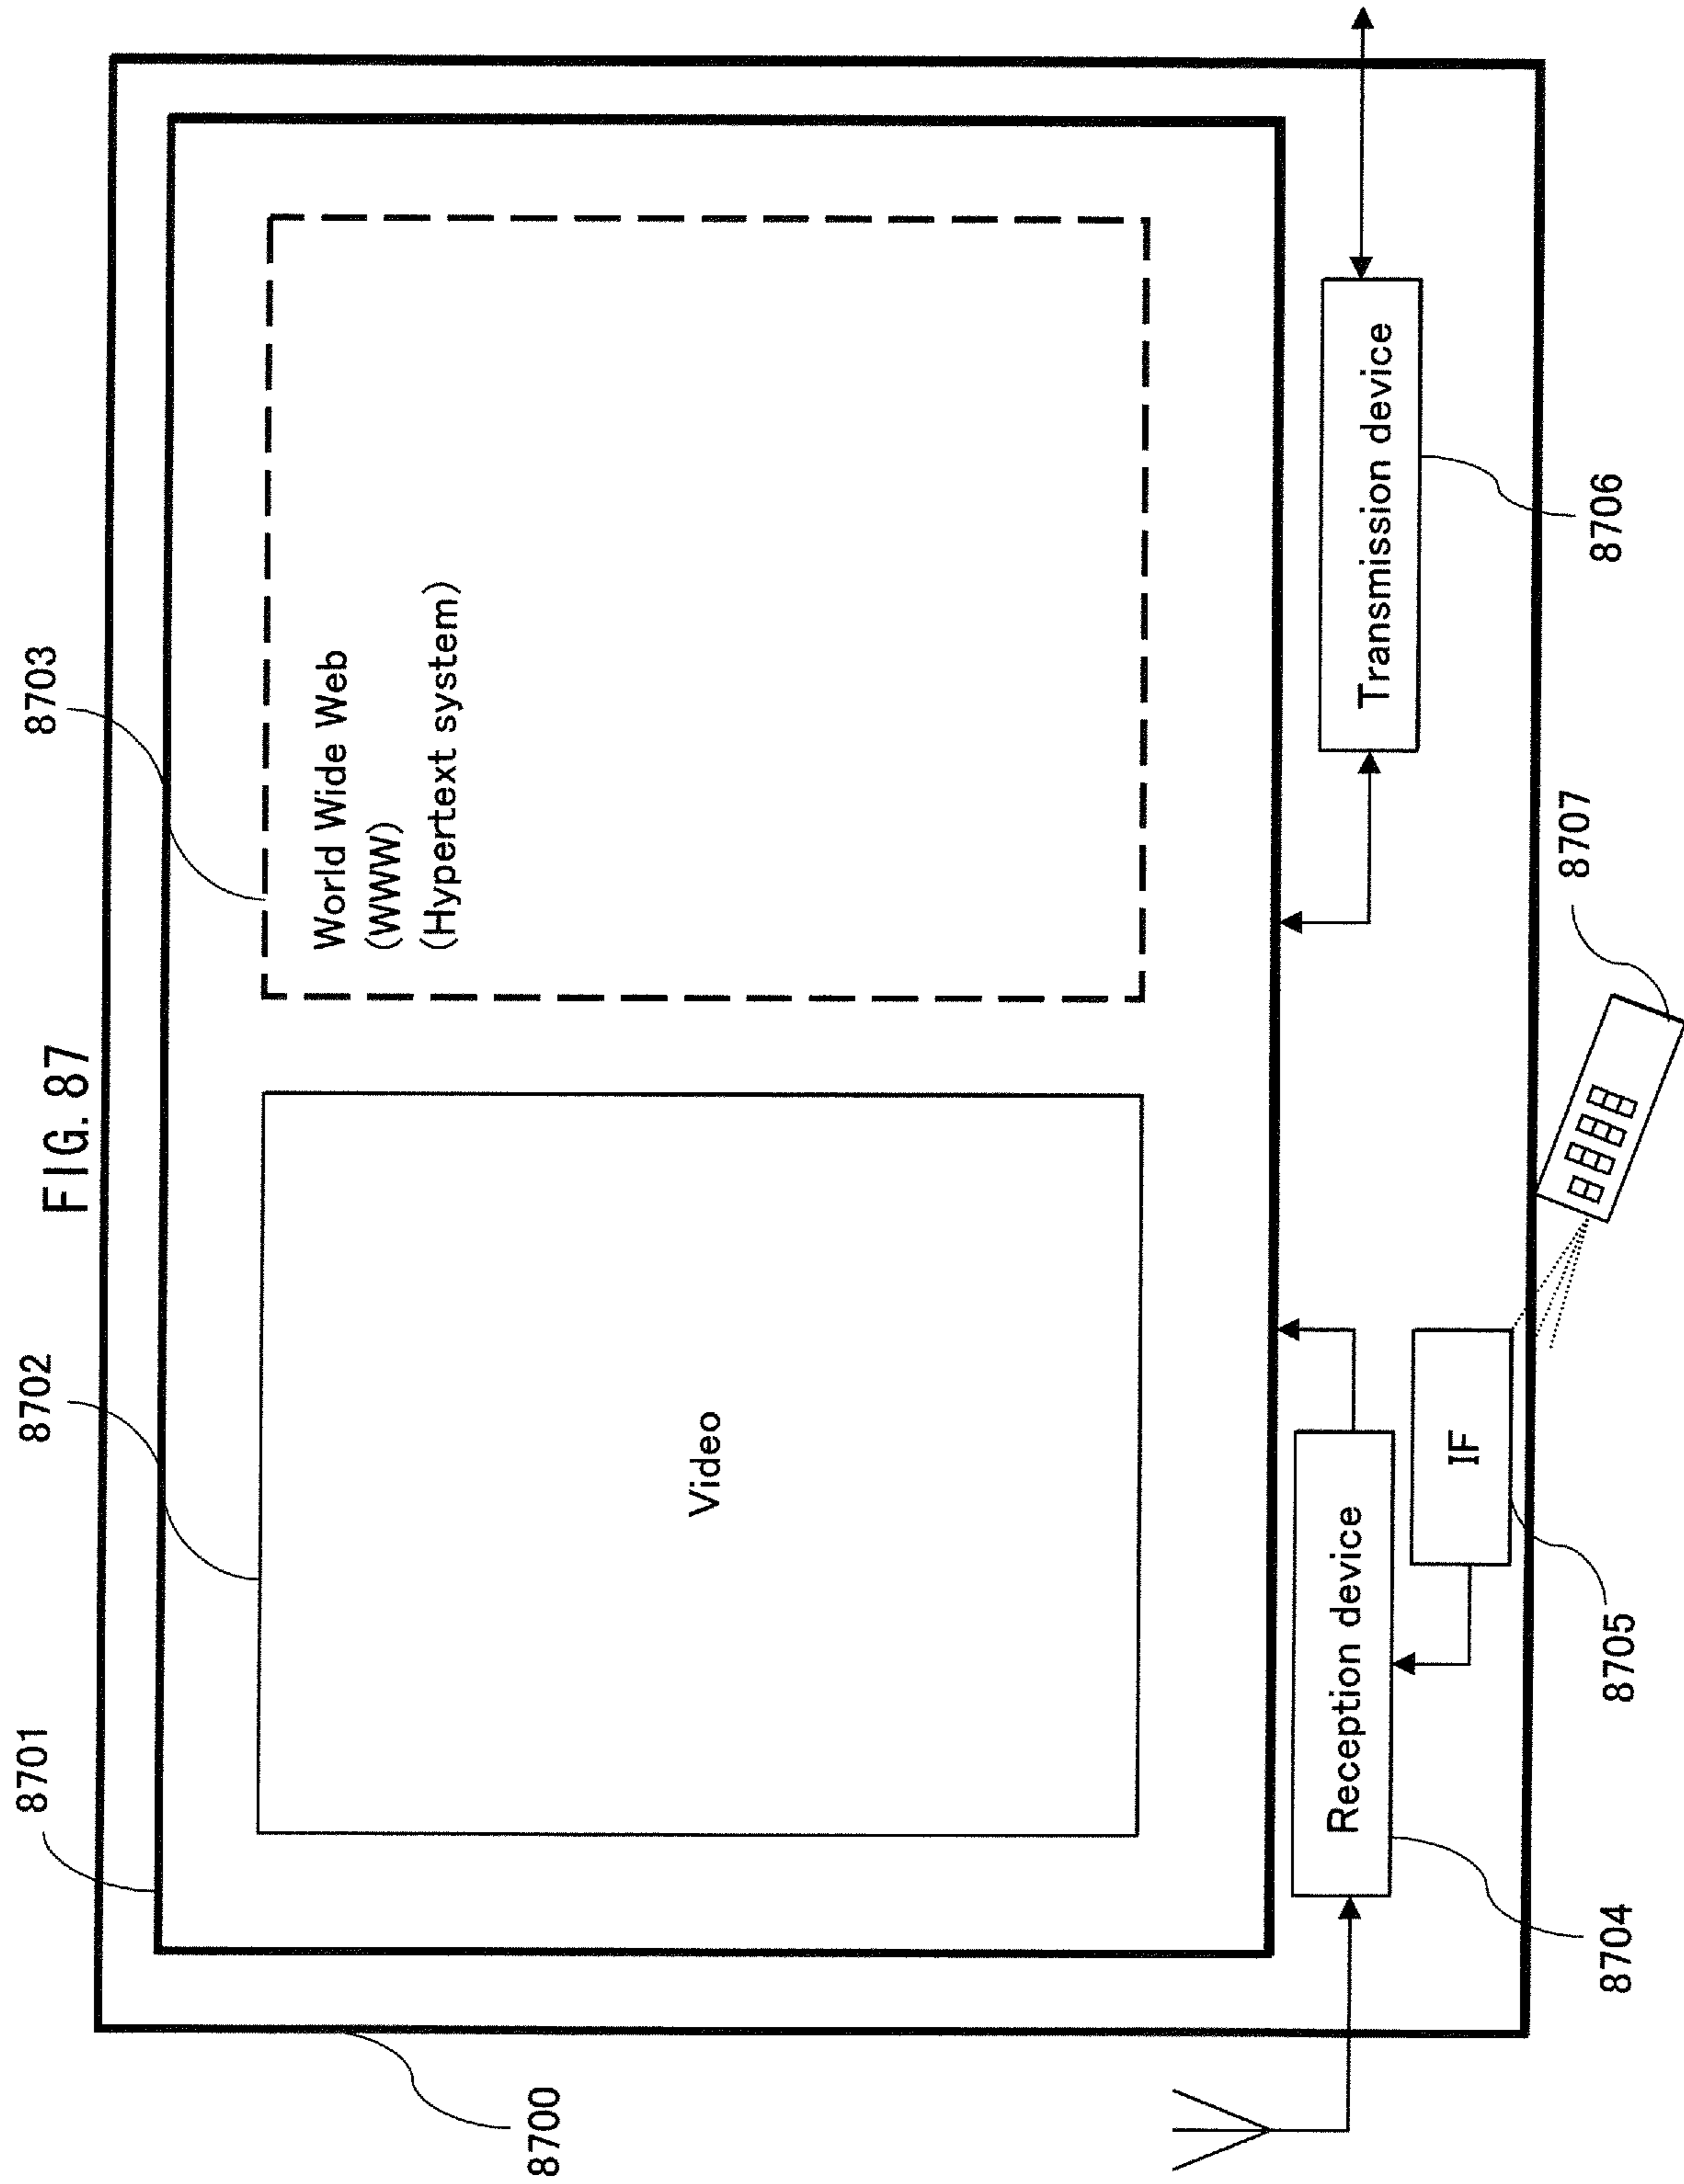 FIG. 87
8700
8701
8702
8703
Video
World Wide Web
(WWW)
(Hypertext system)
Reception device
IF
Transmission device
8704
8705
8707
8706